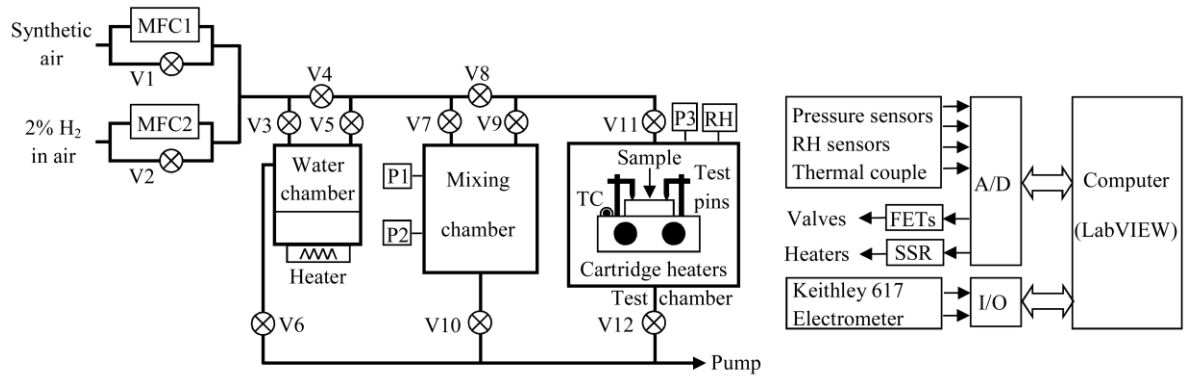 Synthetic
air
MFC1
V1
2% H2
in air
MFC2
V2
V4
V8
V3
V5
V7
V9
V11
P3
RH
Water
chamber
Heater
P1
P2
Mixing
chamber
Sample
Test
pins
TC
Cartridge heaters
Test chamber
V6
V10
V12
Pump
Pressure sensors
RH sensors
Thermal couple
A/D
Valves
FETs
Heaters
SSR
Keithley 617
Electrometer
I/O
Computer
(LabVIEW)